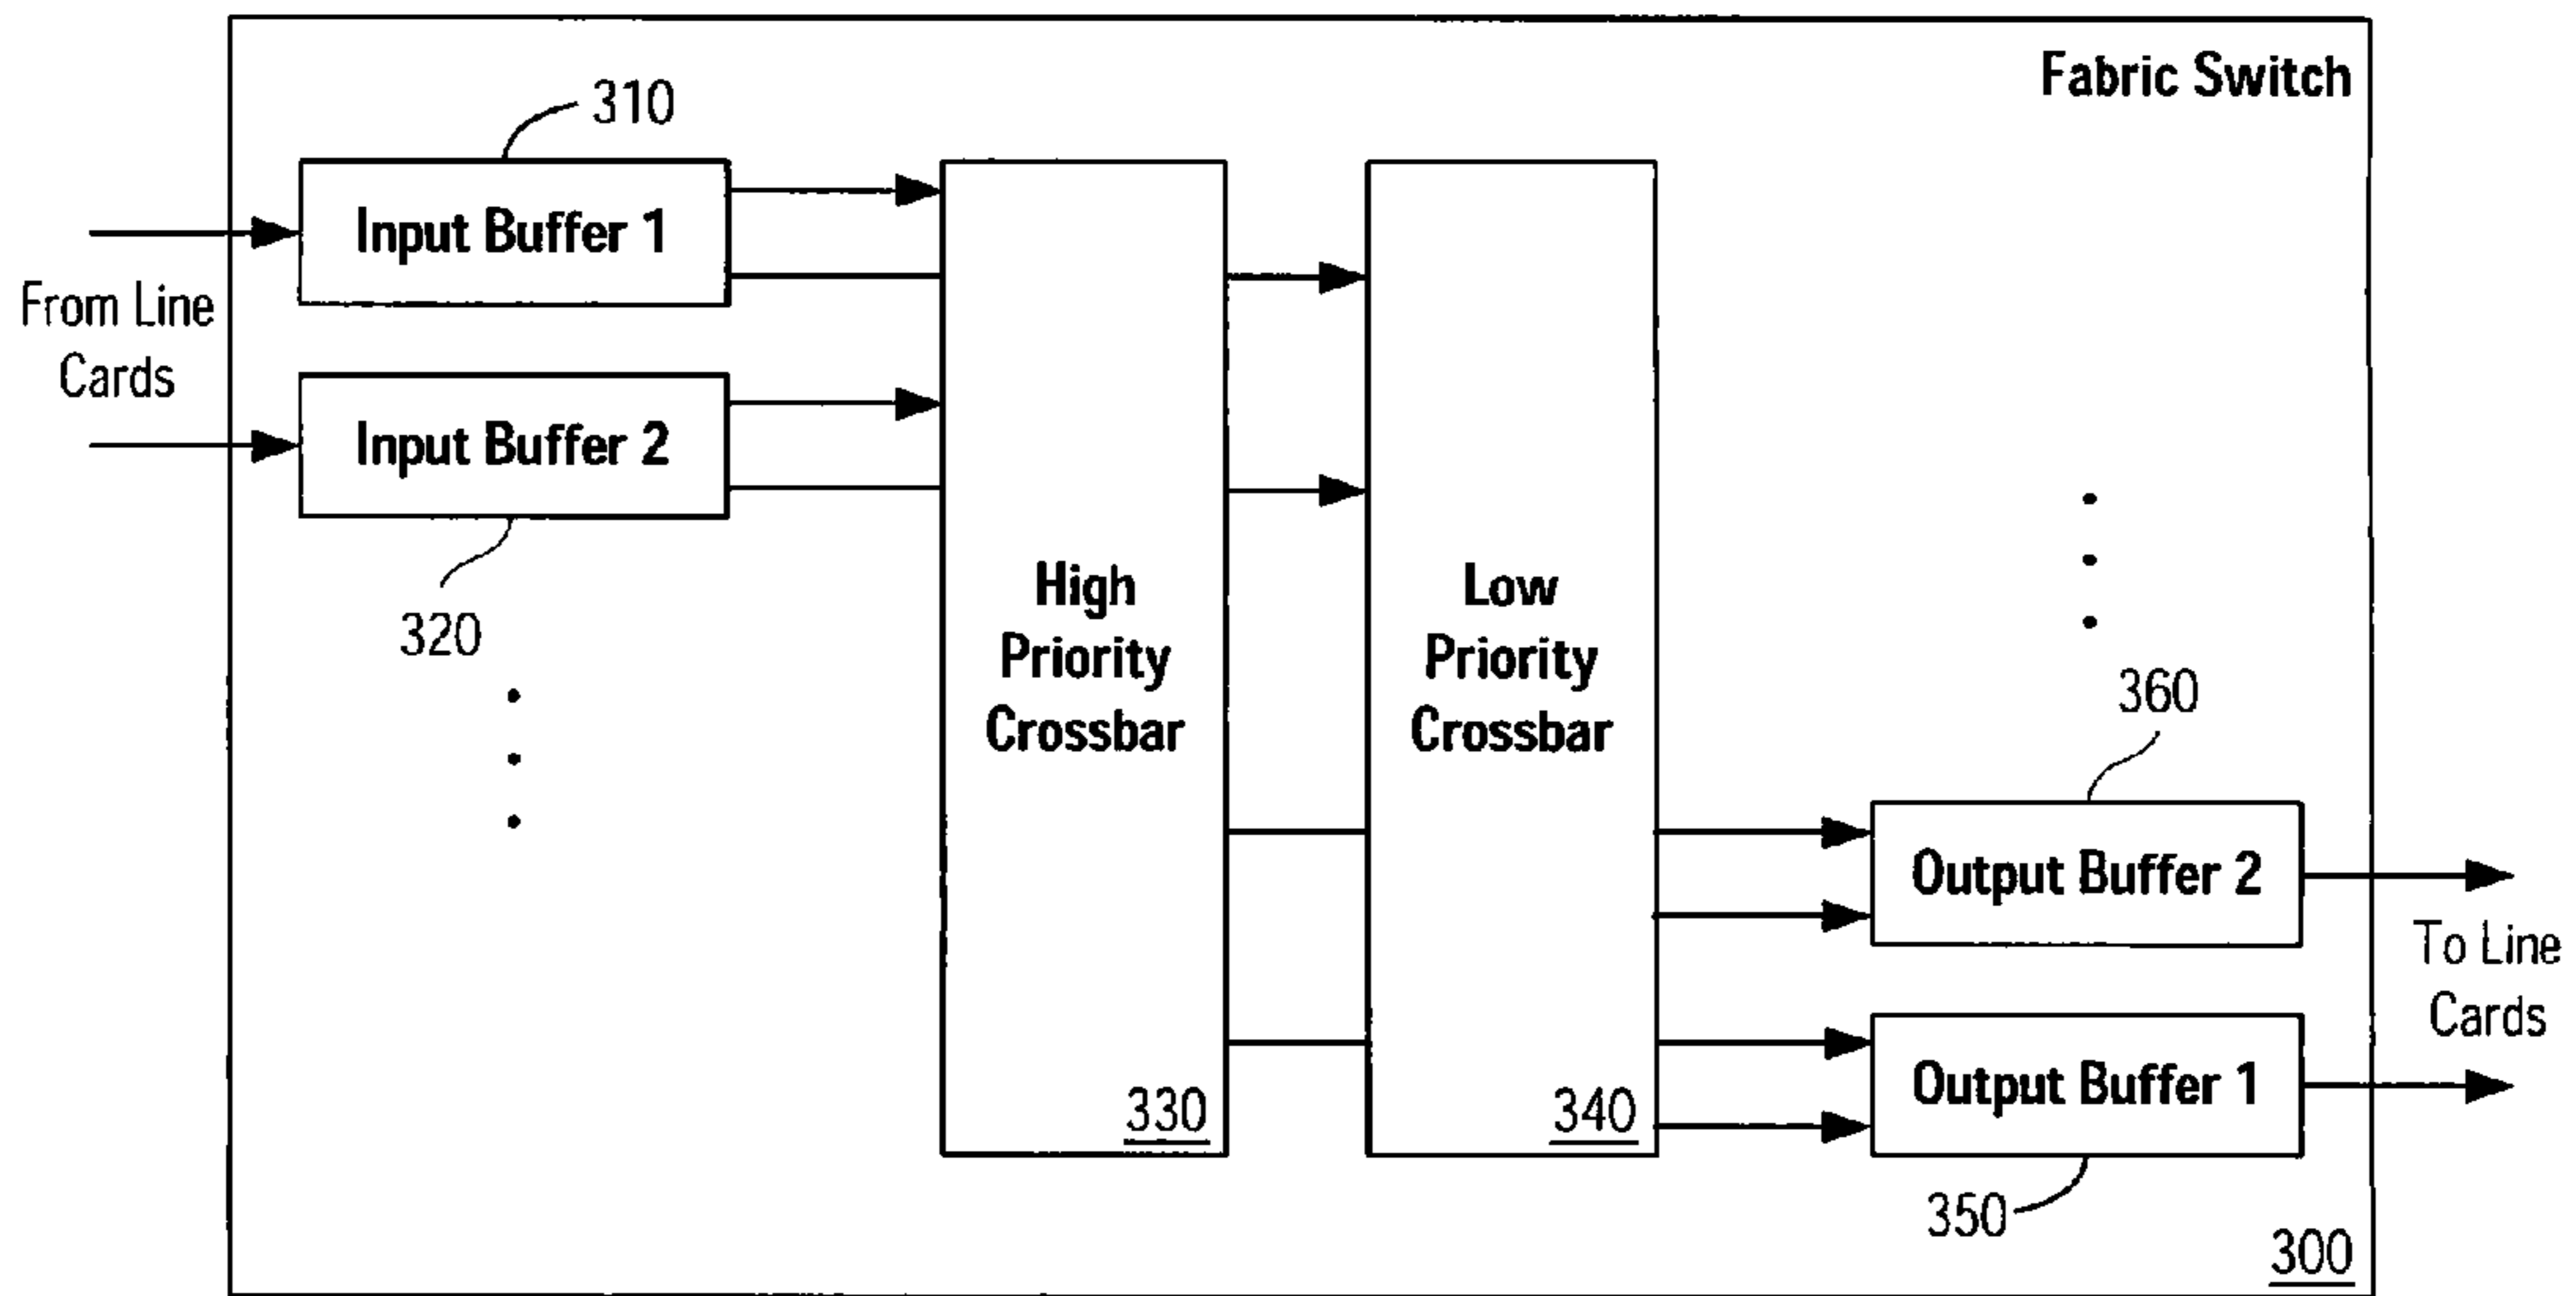 Fabric Switch
310
Input Buffer 1
From Line
Cards
Input Buffer 2
320
High
Priority
Crossbar
330
Low
Priority
Crossbar
340
360
Output Buffer 2
To Line
Cards
Output Buffer 1
350
300